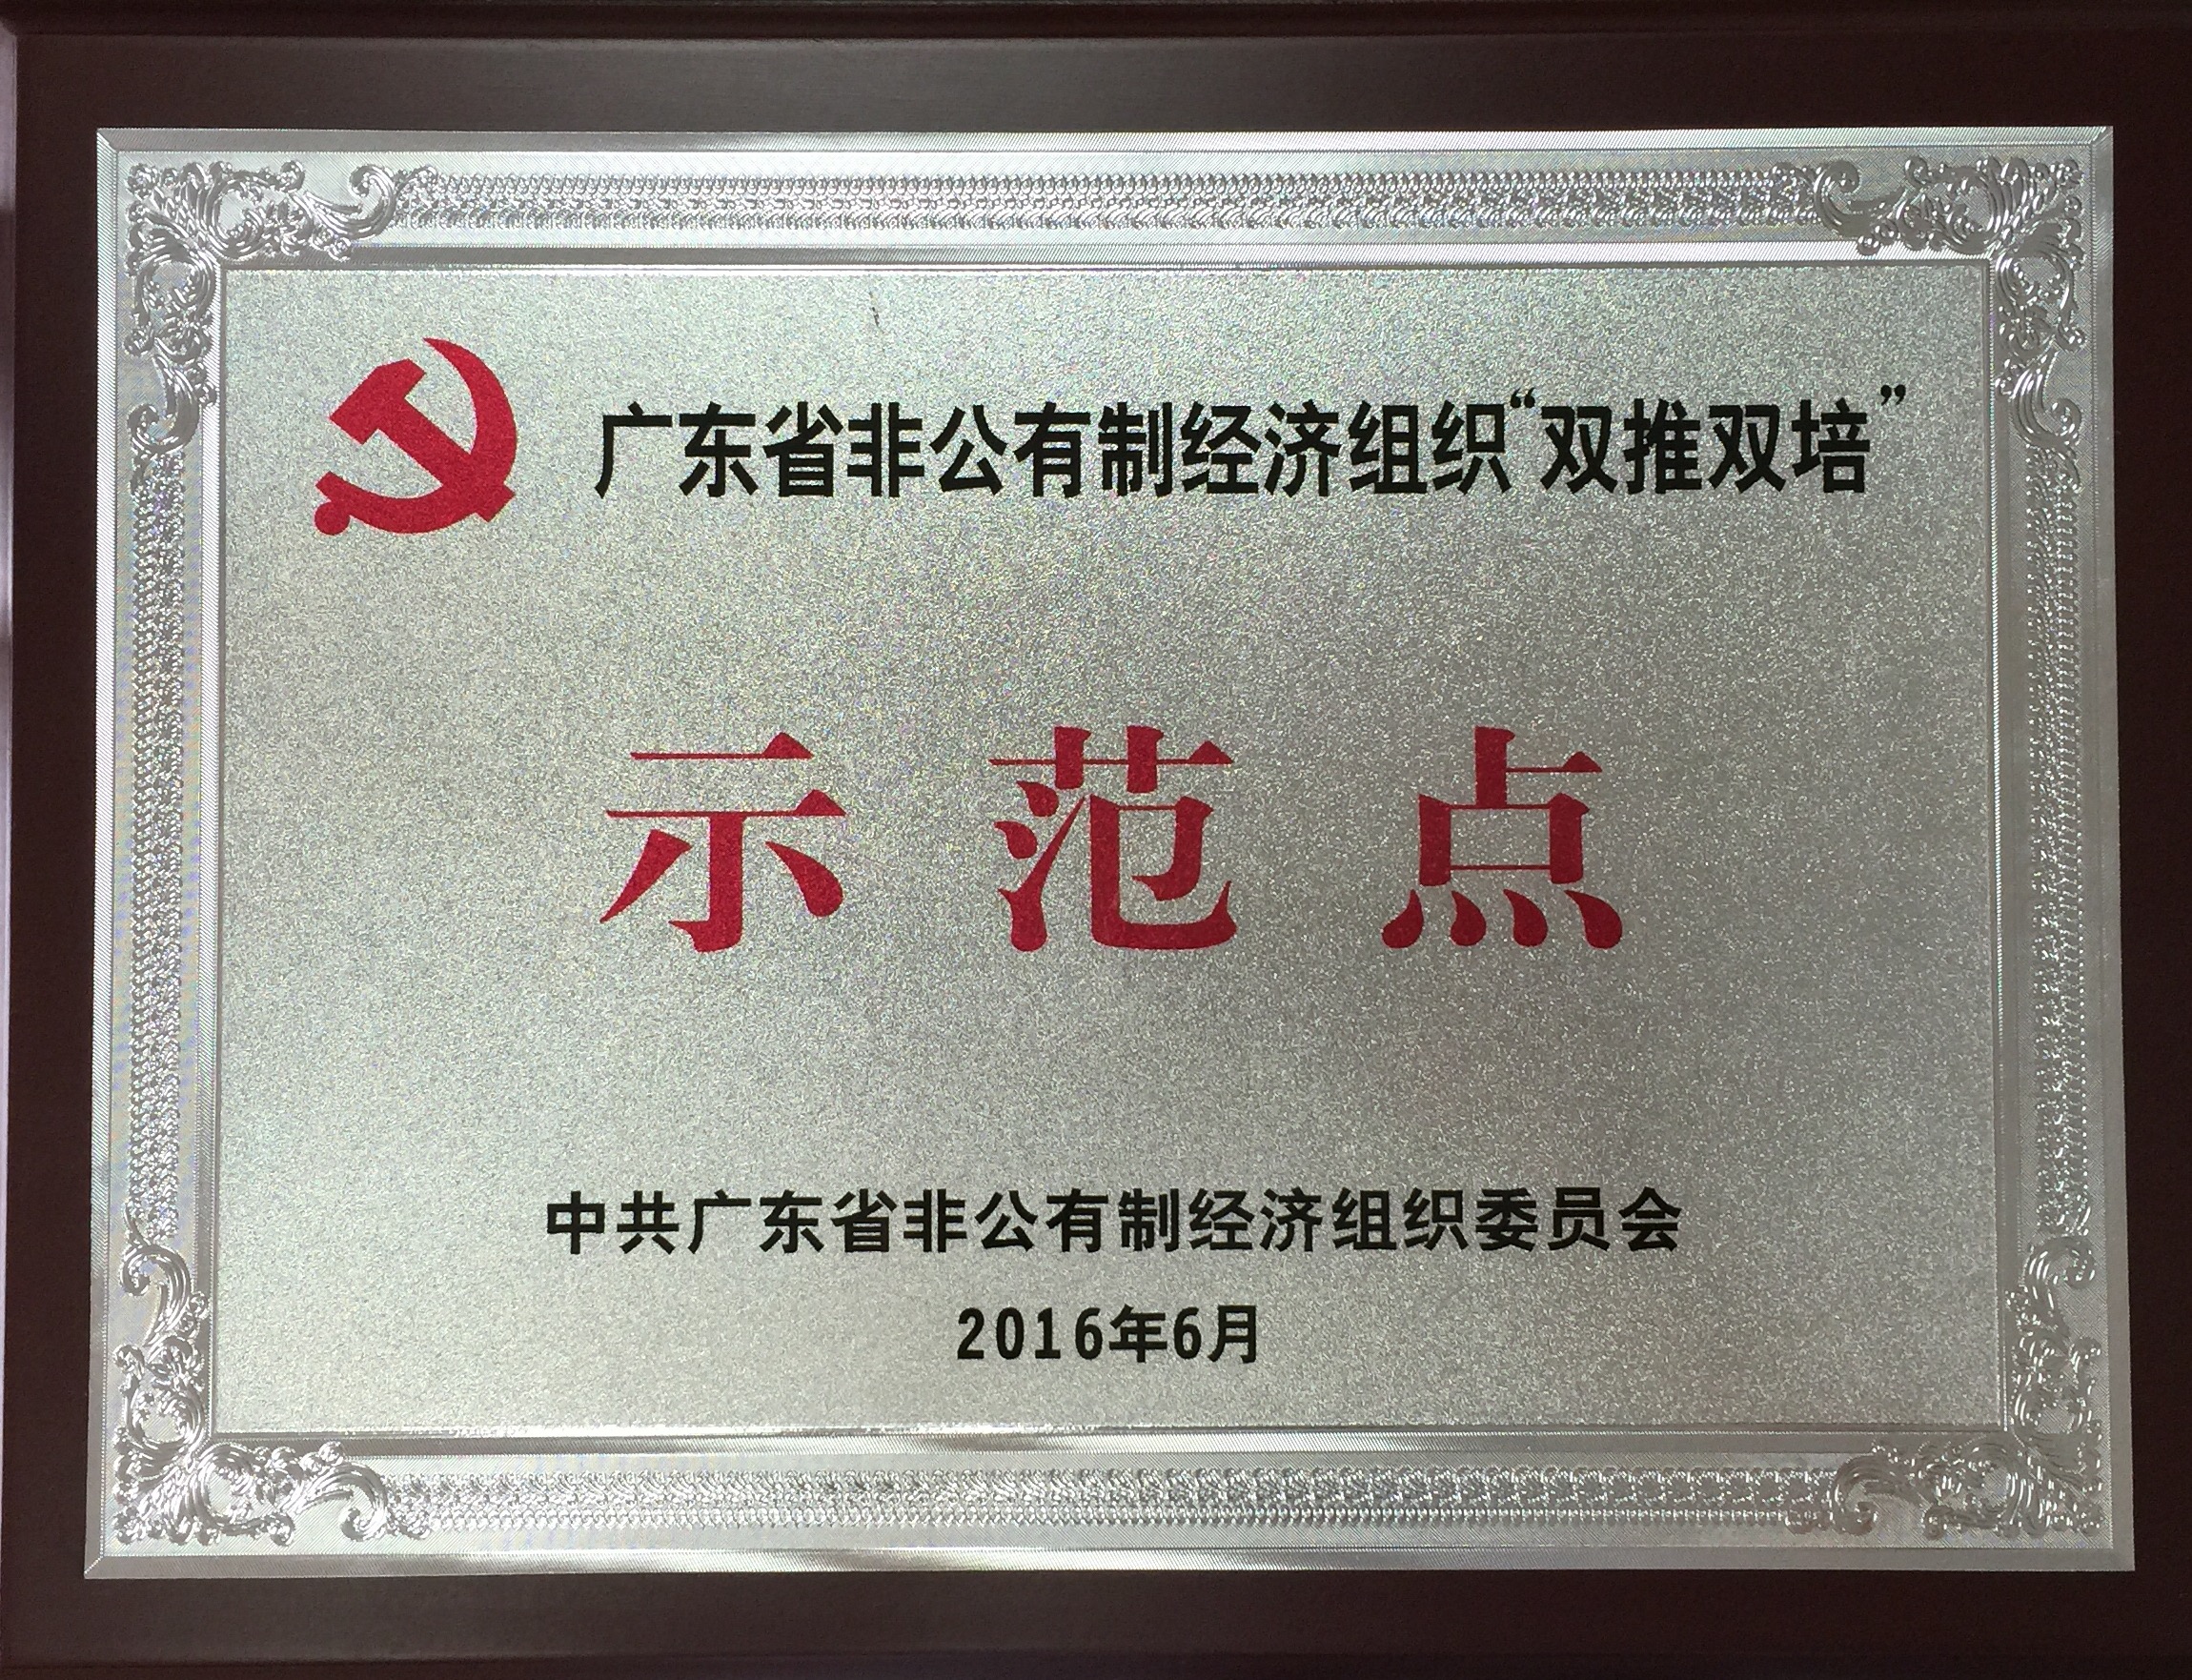 广东省非公有制经济组织“双推双培”
示范点
中共广东省非公有制经济组织委员会
2016年6月